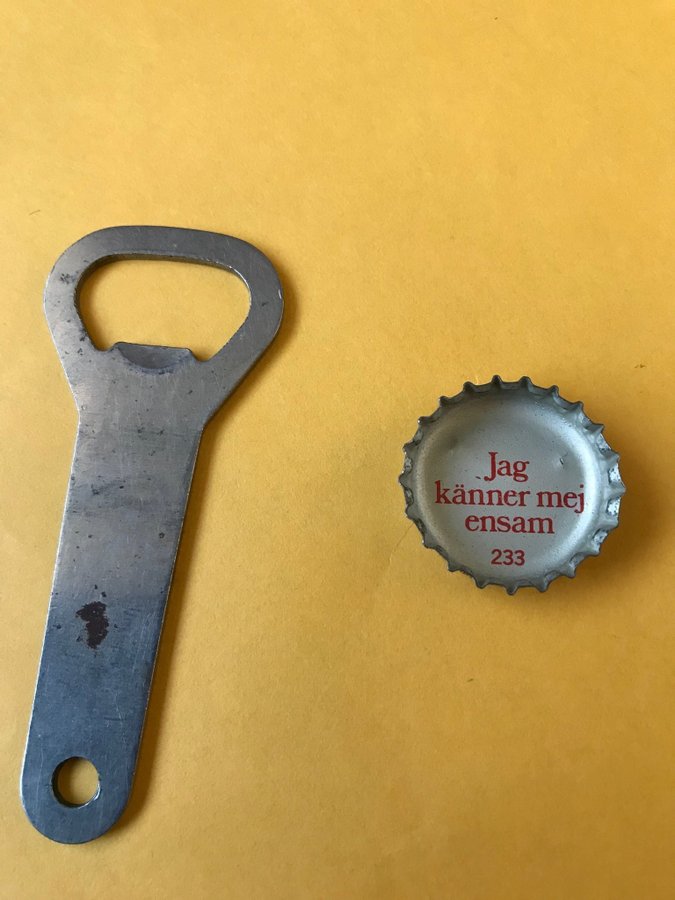 Jag
känner mej
ensam
233